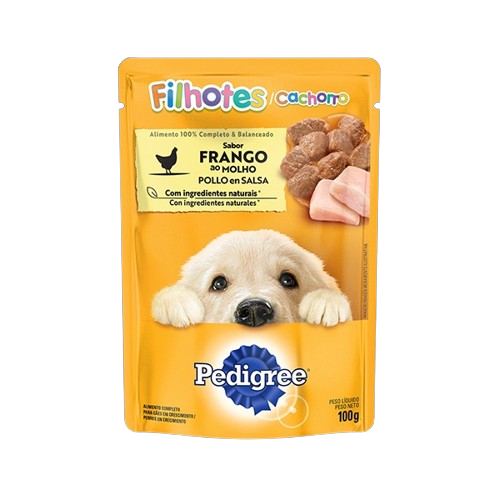 Filhotes / Cachorro
Alimento 100% Completo & Balanceado
Sabor
FRANGO
ao MOLHO
POLLO en SALSA
Com ingredientes naturais*
Con ingredientes naturales*
Pedigree
ALIMENTO COMPLETO
PARA CÃES EM CRESCIMENTO /
PERROS EN CRECIMIENTO
PESO LÍQUIDO
PESO NETO
100g